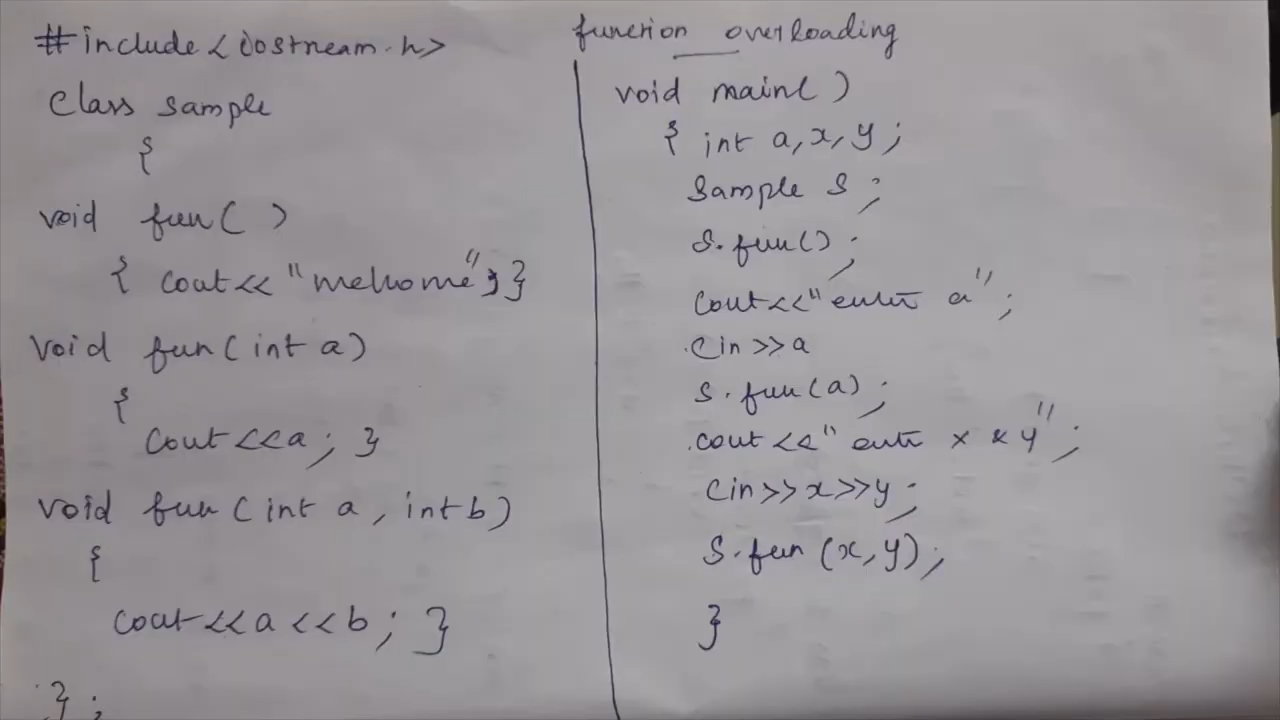 function overloading
#include<iostream.h>
class sample
{
void fun( )
{ cout<< "welcome"; }
void fun(int a)
{
cout<<a; }
void fun(int a, int b)
{
cout<<a<<b; }
};
void main( )
{ int a, x, y;
Sample s;
s.fun();
cout<<"enter a";
cin>>a
s.fun(a);
cout<<"enter x & y";
cin>>x>>y;
s.fun(x,y);
}